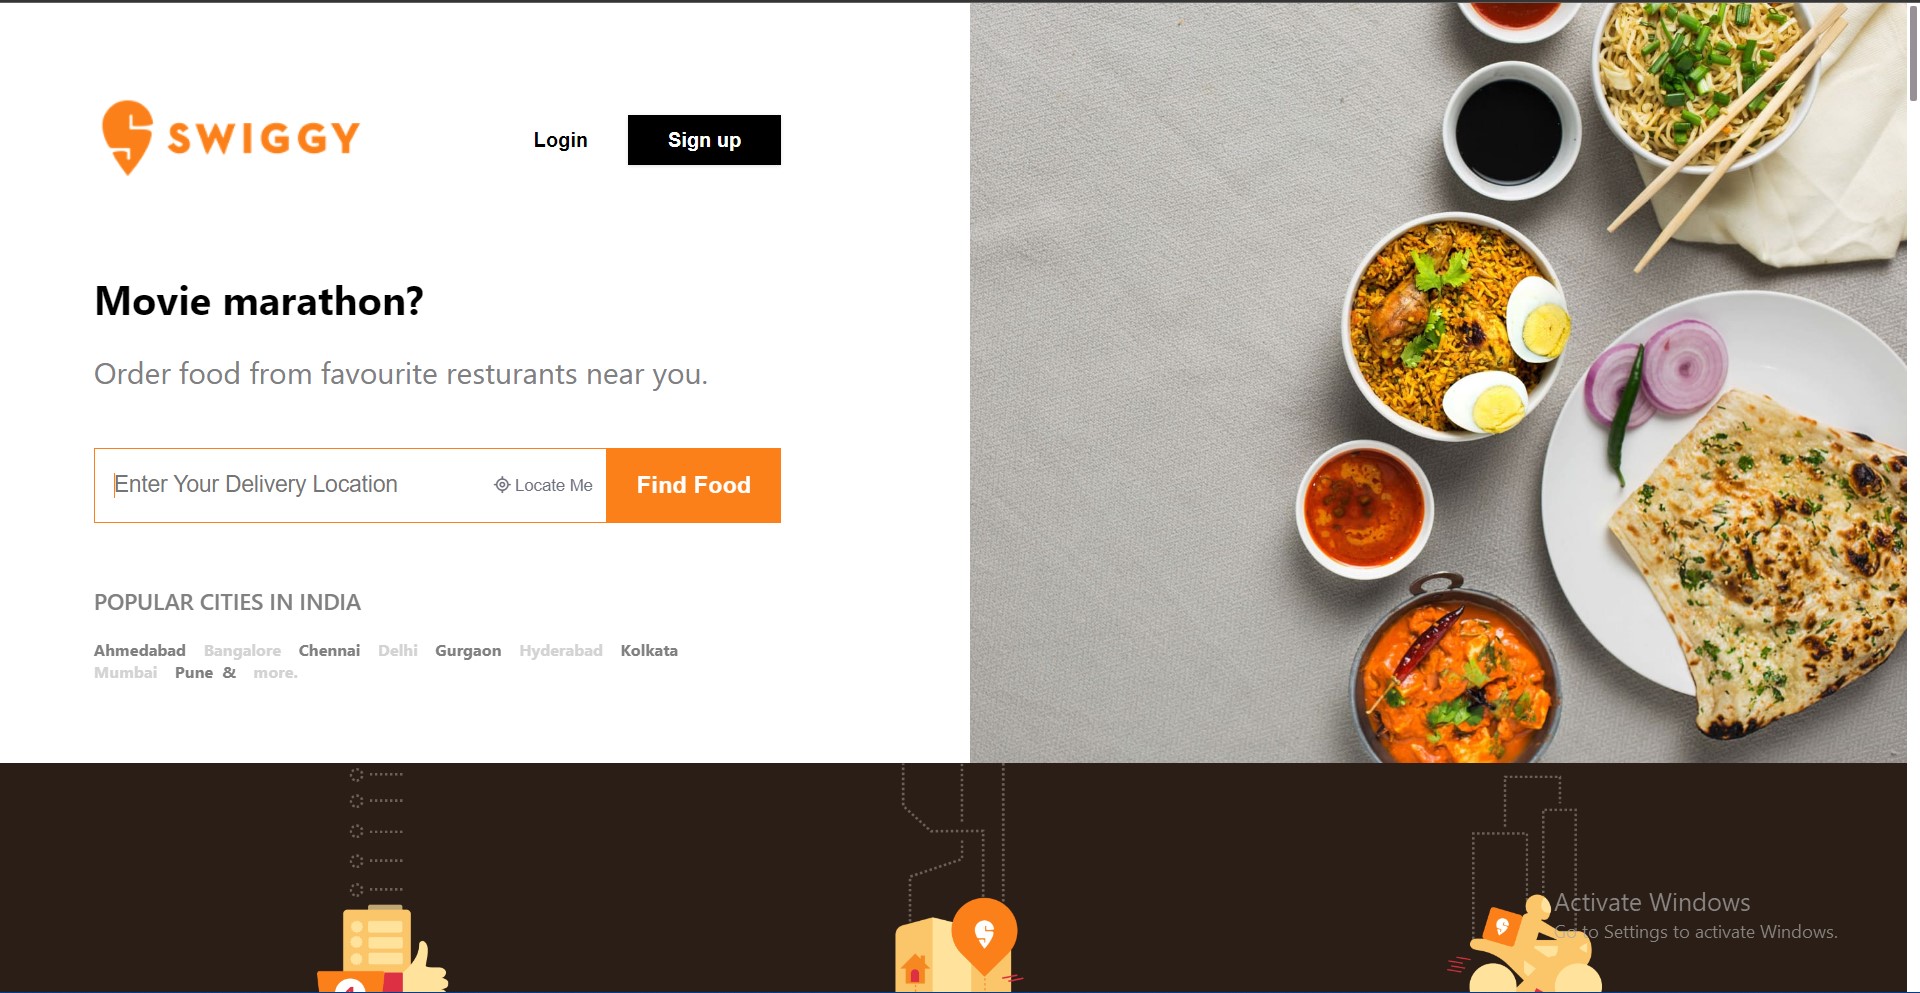 SWIGGY
Login
Sign up
Movie marathon?
Order food from favourite resturants near you.
Enter Your Delivery Location
Locate Me
Find Food
POPULAR CITIES IN INDIA
Ahmedabad Bangalore Chennai Delhi Gurgaon Hyderabad Kolkata
Mumbai Pune & more.
Activate Windows
Go to Settings to activate Windows.